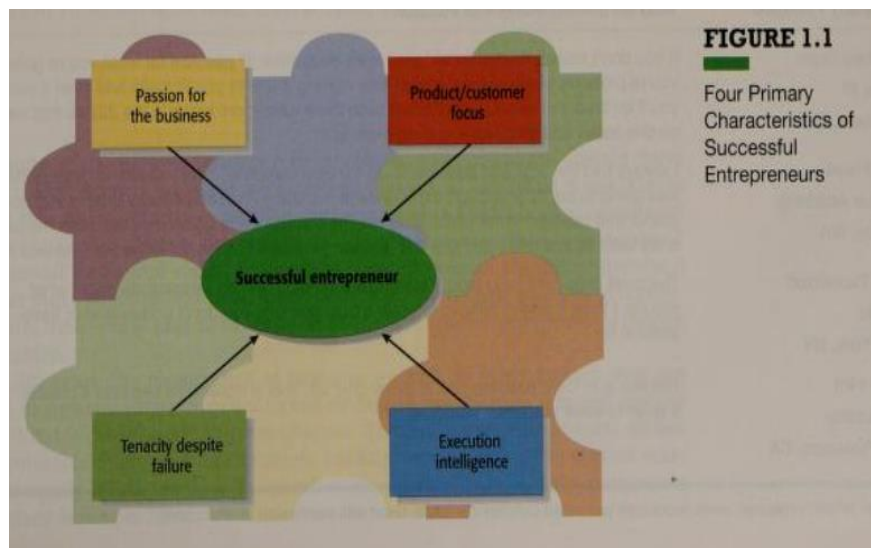 FIGURE 1.1
Four Primary
Characteristics of
Successful
Entrepreneurs
Passion for
the business
Product/customer
focus
Successful entrepreneur
Tenacity despite
failure
Execution
intelligence